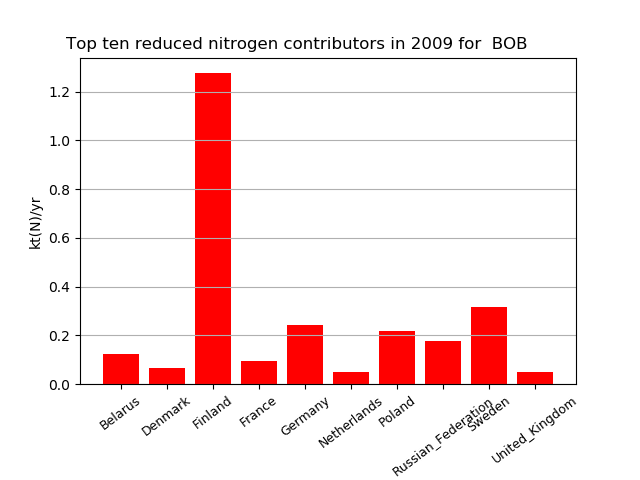 Top ten reduced nitrogen contributors in 2009 for  BOB
kt(N)/yr
1.2
1.0
0.8
0.6
0.4
0.2
0.0
Belarus
Denmark
Finland
France
Germany
Netherlands
Poland
Russian_Federation
Sweden
United_Kingdom